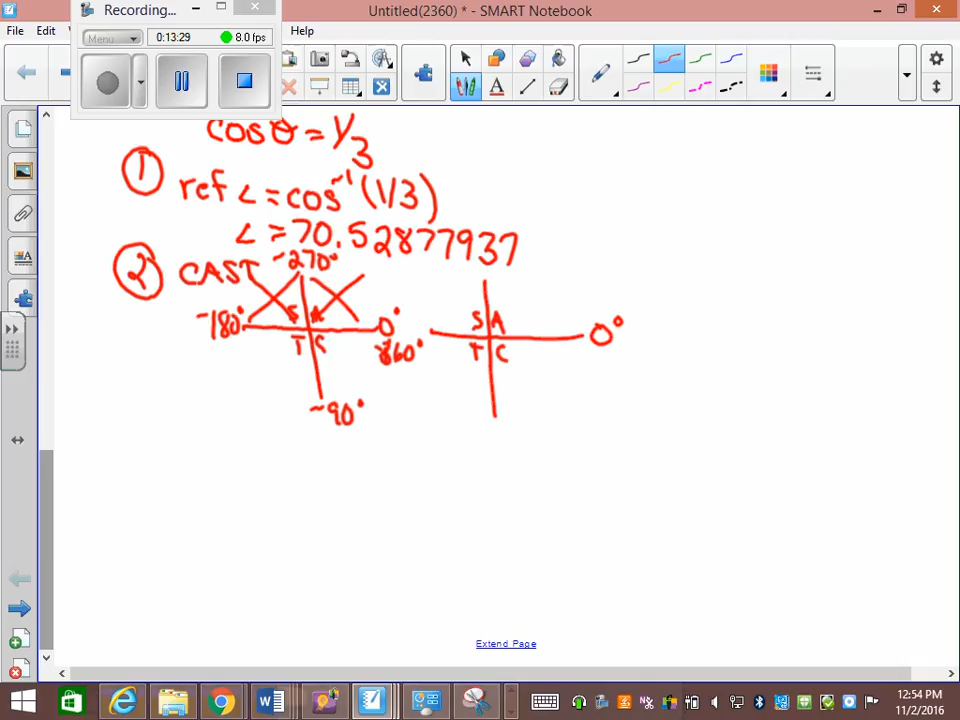 Recording...
Untitled(2360) * - SMART Notebook
File Edit Help
Menu 0:13:29 8.0 fps
cos θ = 1/3
① ref ∠ = cos⁻¹ (1/3)
∠ = 70.52877937
② CAST -270°
-180° S A 0° S A 0°
T C T C
-90°
Extend Page
12:54 PM
11/2/2016